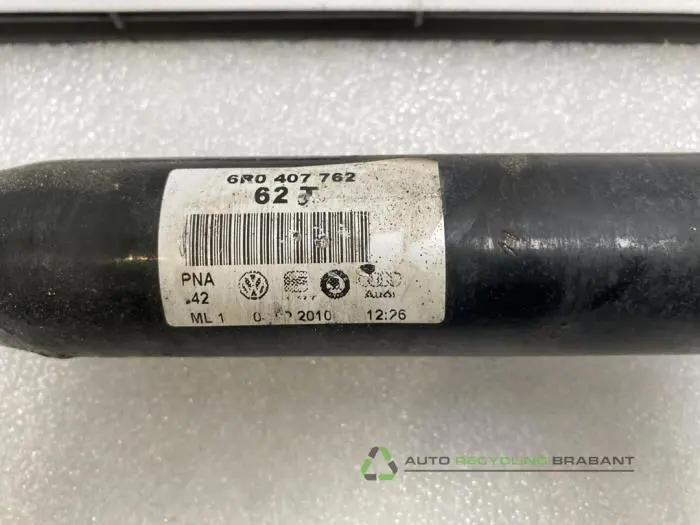 6R0 407 762
62
PNA
.42
AUDI
ML 1 2010 12:26
AUTO RECYCLING BRABANT